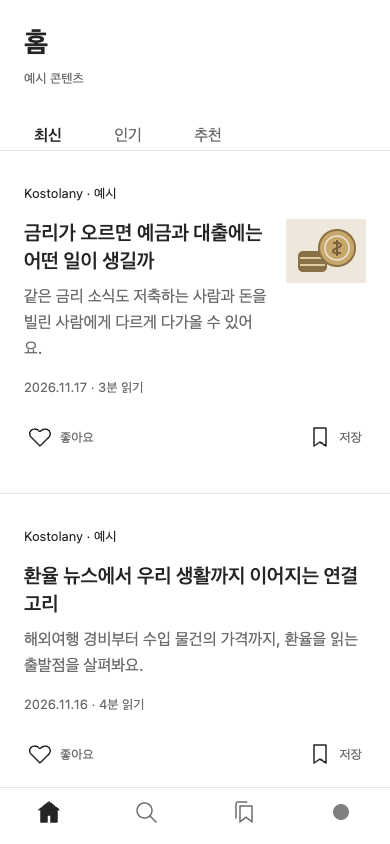 홈
예시 콘텐츠
최신 인기 추천
Kostolany · 예시
금리가 오르면 예금과 대출에는
어떤 일이 생길까
같은 금리 소식도 저축하는 사람과 돈을
빌린 사람에게 다르게 다가올 수 있어
요.
2026.11.17 · 3분 읽기
좋아요 저장
Kostolany · 예시
환율 뉴스에서 우리 생활까지 이어지는 연결
고리
해외여행 경비부터 수입 물건의 가격까지, 환율을 읽는
출발점을 살펴봐요.
2026.11.16 · 4분 읽기
좋아요 저장